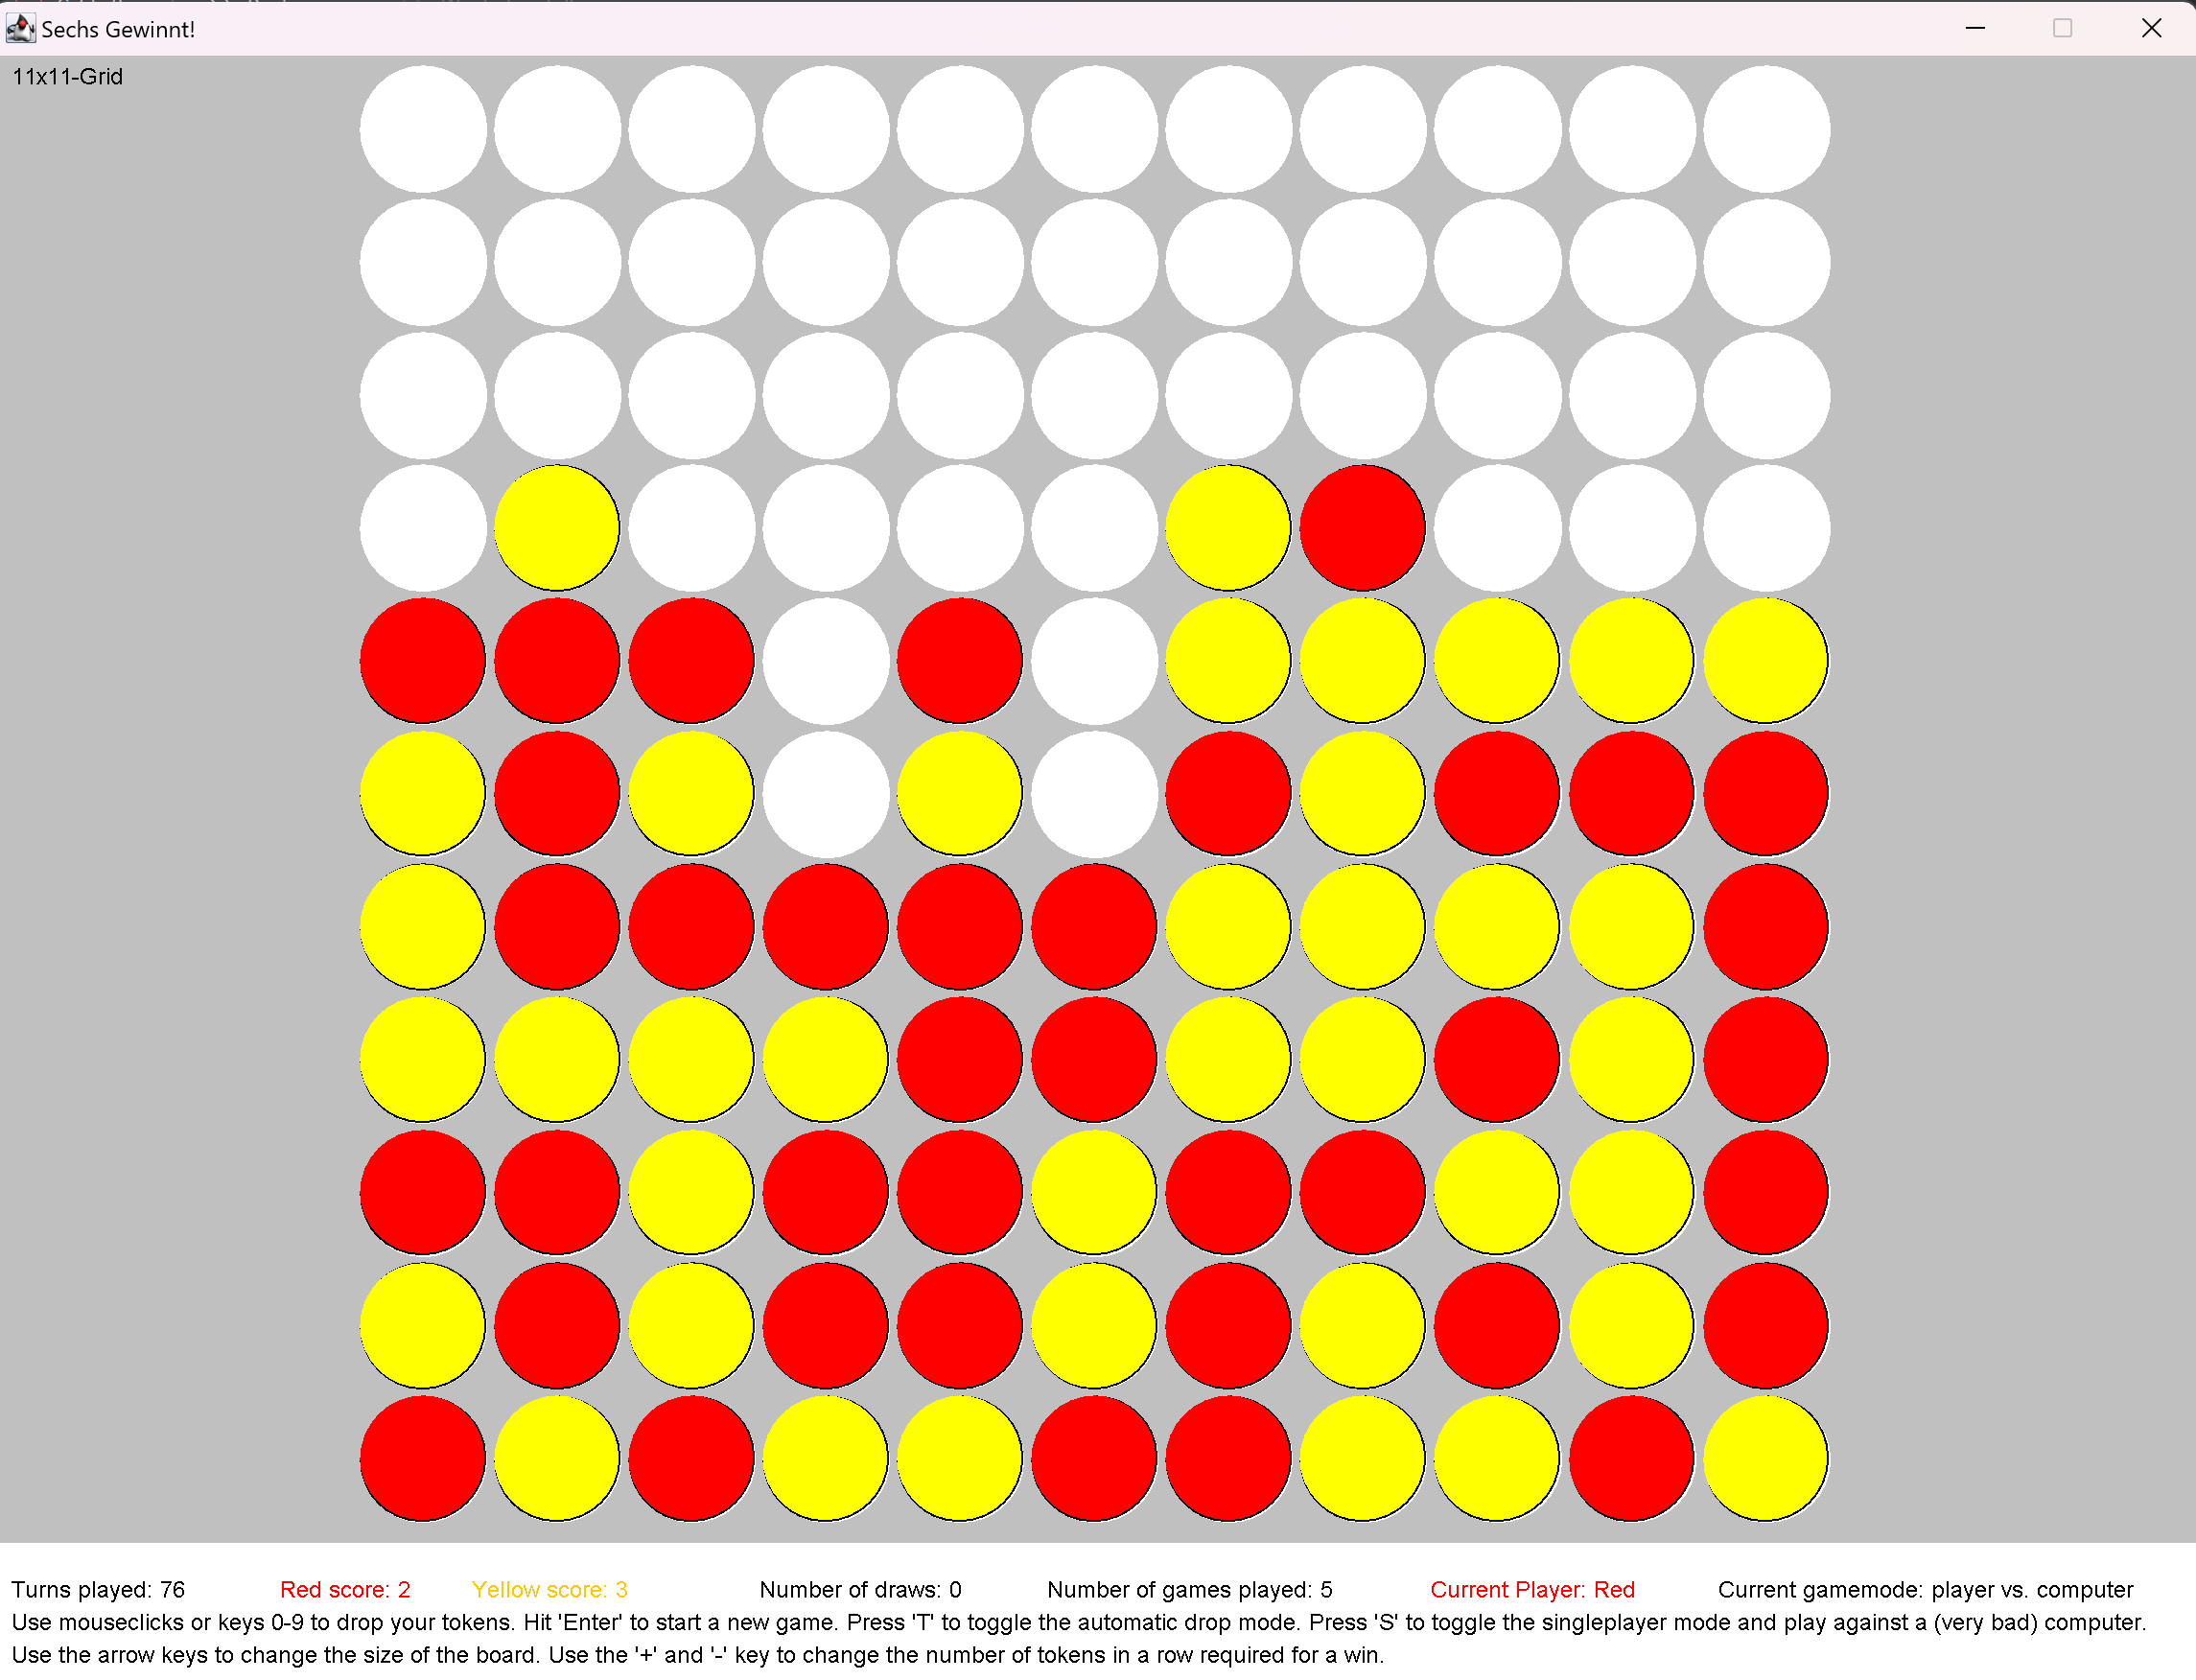 Sechs Gewinnt!
11x11-Grid
Turns played: 76 Red score: 2 Yellow score: 3 Number of draws: 0 Number of games played: 5 Current Player: Red Current gamemode: player vs. computer
Use mouseclicks or keys 0-9 to drop your tokens. Hit 'Enter' to start a new game. Press 'T' to toggle the automatic drop mode. Press 'S' to toggle the singleplayer mode and play against a (very bad) computer.
Use the arrow keys to change the size of the board. Use the '+' and '-' key to change the number of tokens in a row required for a win.